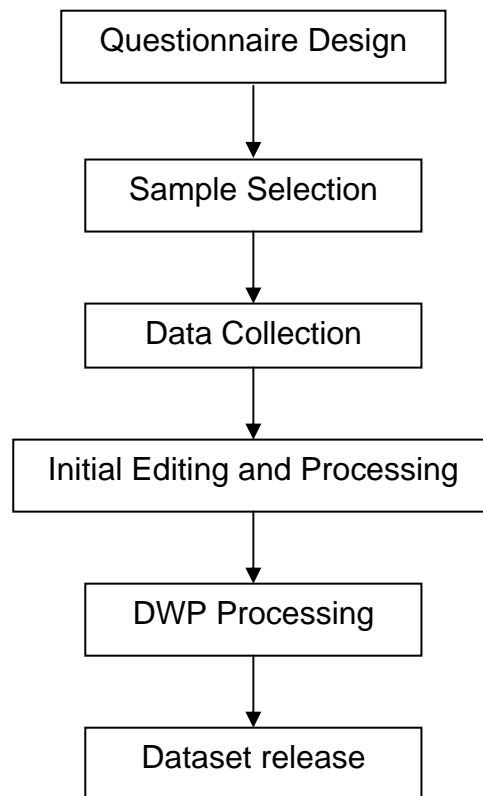 Questionnaire Design
Sample Selection
Data Collection
Initial Editing and Processing
DWP Processing
Dataset release